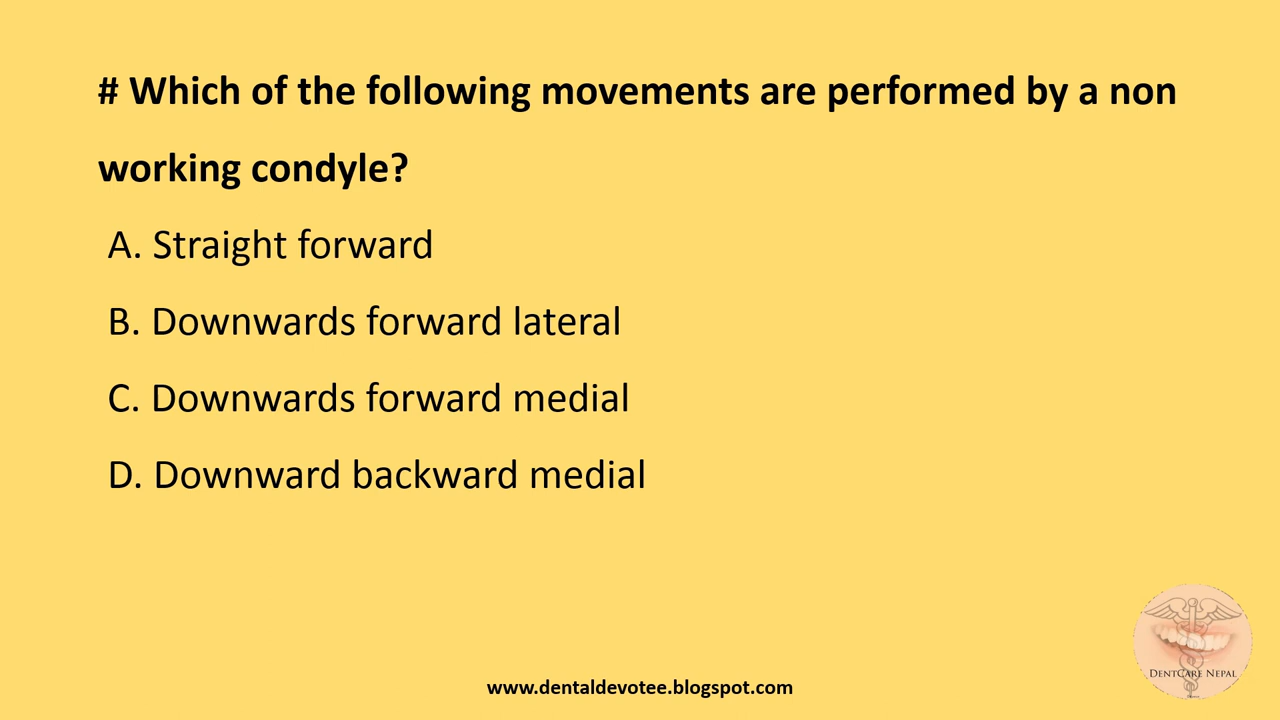 # Which of the following movements are performed by a non
working condyle?
A. Straight forward
B. Downwards forward lateral
C. Downwards forward medial
D. Downward backward medial
DENTCARE NEPAL
www.dentaldevotee.blogspot.com